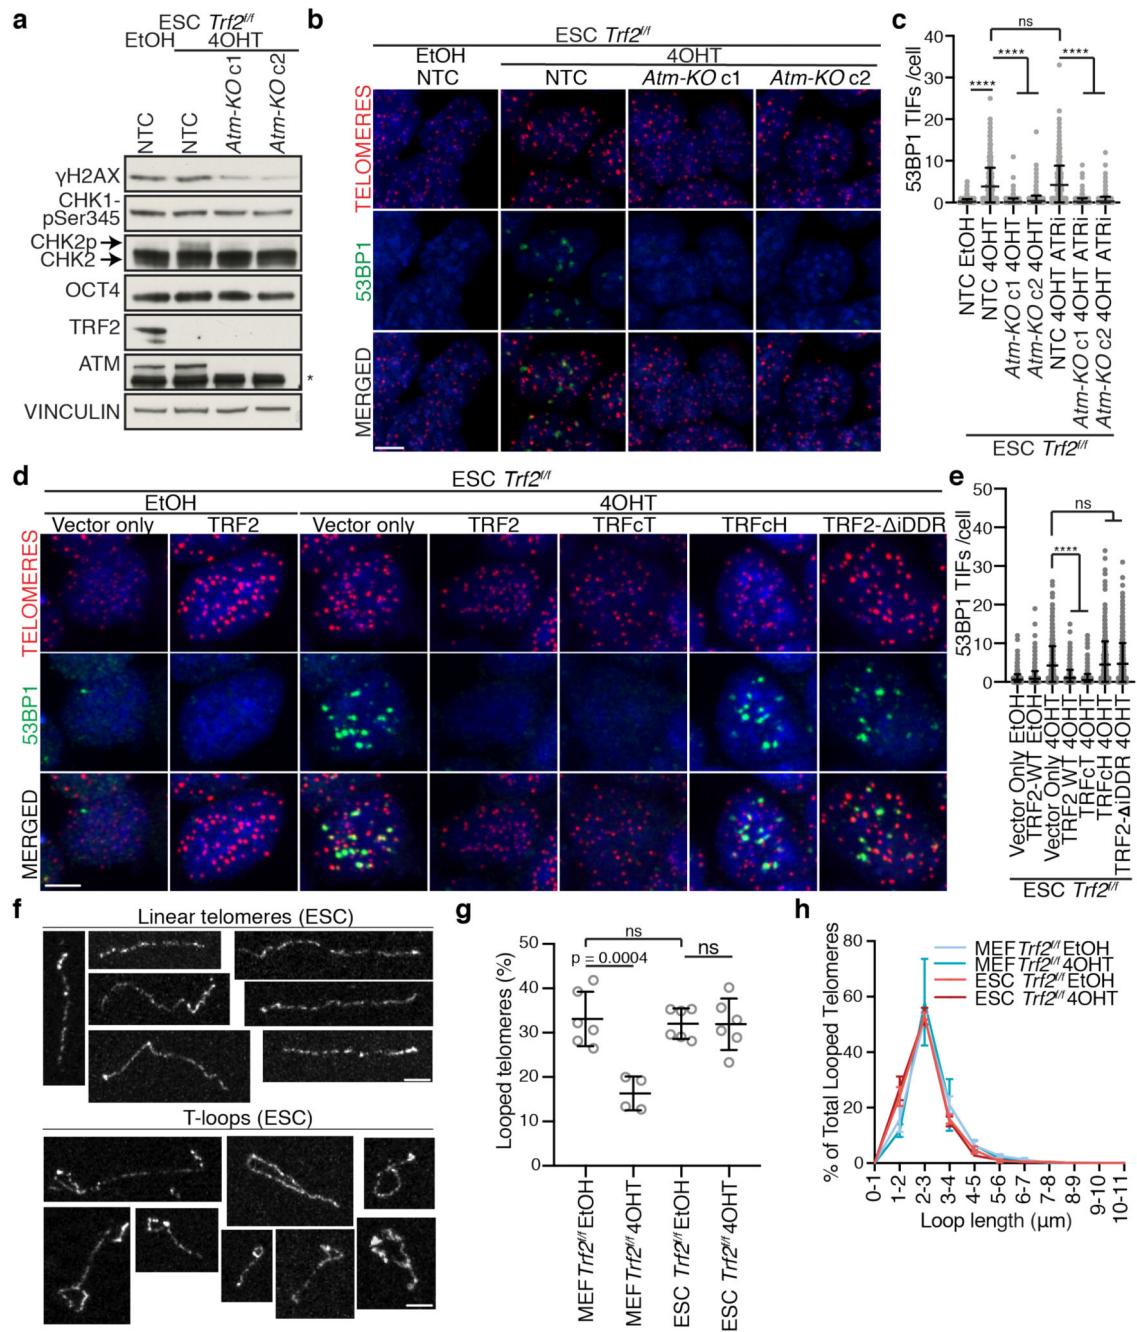 a
ESC Trf2f/f
EtOH 4OHT
NTC
NTC
Atm-KO c1
Atm-KO c2
γH2AX
CHK1-
pSer345
CHK2p
CHK2
OCT4
TRF2
ATM
*
VINCULIN
b
ESC Trf2f/f
EtOH 4OHT
NTC NTC Atm-KO c1 Atm-KO c2
TELOMERES
53BP1
MERGED
c
53BP1 TIFs /cell
40
30
20
10
0
ns
**** ****
****
NTC EtOH
NTC 4OHT
Atm-KO c1 4OHT
Atm-KO c2 4OHT
NTC 4OHT ATRi
Atm-KO c1 4OHT ATRi
Atm-KO c2 4OHT ATRi
ESC Trf2f/f
d
ESC Trf2f/f
EtOH 4OHT
Vector only TRF2 Vector only TRF2 TRFcT TRFcH TRF2-ΔiDDR
TELOMERES
53BP1
MERGED
e
53BP1 TIFs /cell
50
40
30
20
10
0
ns
****
Vector Only EtOH
TRF2-WT EtOH
Vector Only 4OHT
TRF2 WT 4OHT
TRFcT 4OHT
TRFcH 4OHT
TRF2-ΔiDDR 4OHT
ESC Trf2f/f
f
Linear telomeres (ESC)
T-loops (ESC)
g
Looped telomeres (%)
50
40
30
20
10
0
ns
p = 0.0004 ns
MEF Trf2f/f EtOH
MEF Trf2f/f 4OHT
ESC Trf2f/f EtOH
ESC Trf2f/f 4OHT
h
% of Total Looped Telomeres
80
60
40
20
0
MEF Trf2f/f EtOH
MEF Trf2f/f 4OHT
ESC Trf2f/f EtOH
ESC Trf2f/f 4OHT
0-1
1-2
2-3
3-4
4-5
5-6
6-7
7-8
8-9
9-10
10-11
Loop length (μm)